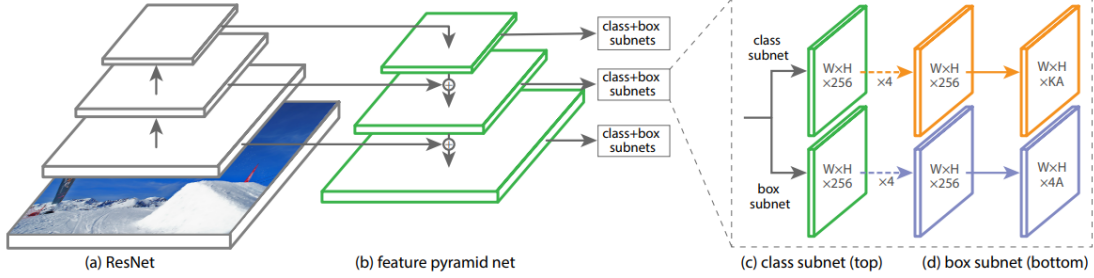 class+box
subnets
class+box
subnets
class+box
subnets
class
subnet
W×H
×256
×4
W×H
×256
W×H
×KA
box
subnet
W×H
×256
×4
W×H
×256
W×H
×4A
(a) ResNet
(b) feature pyramid net
(c) class subnet (top)
(d) box subnet (bottom)